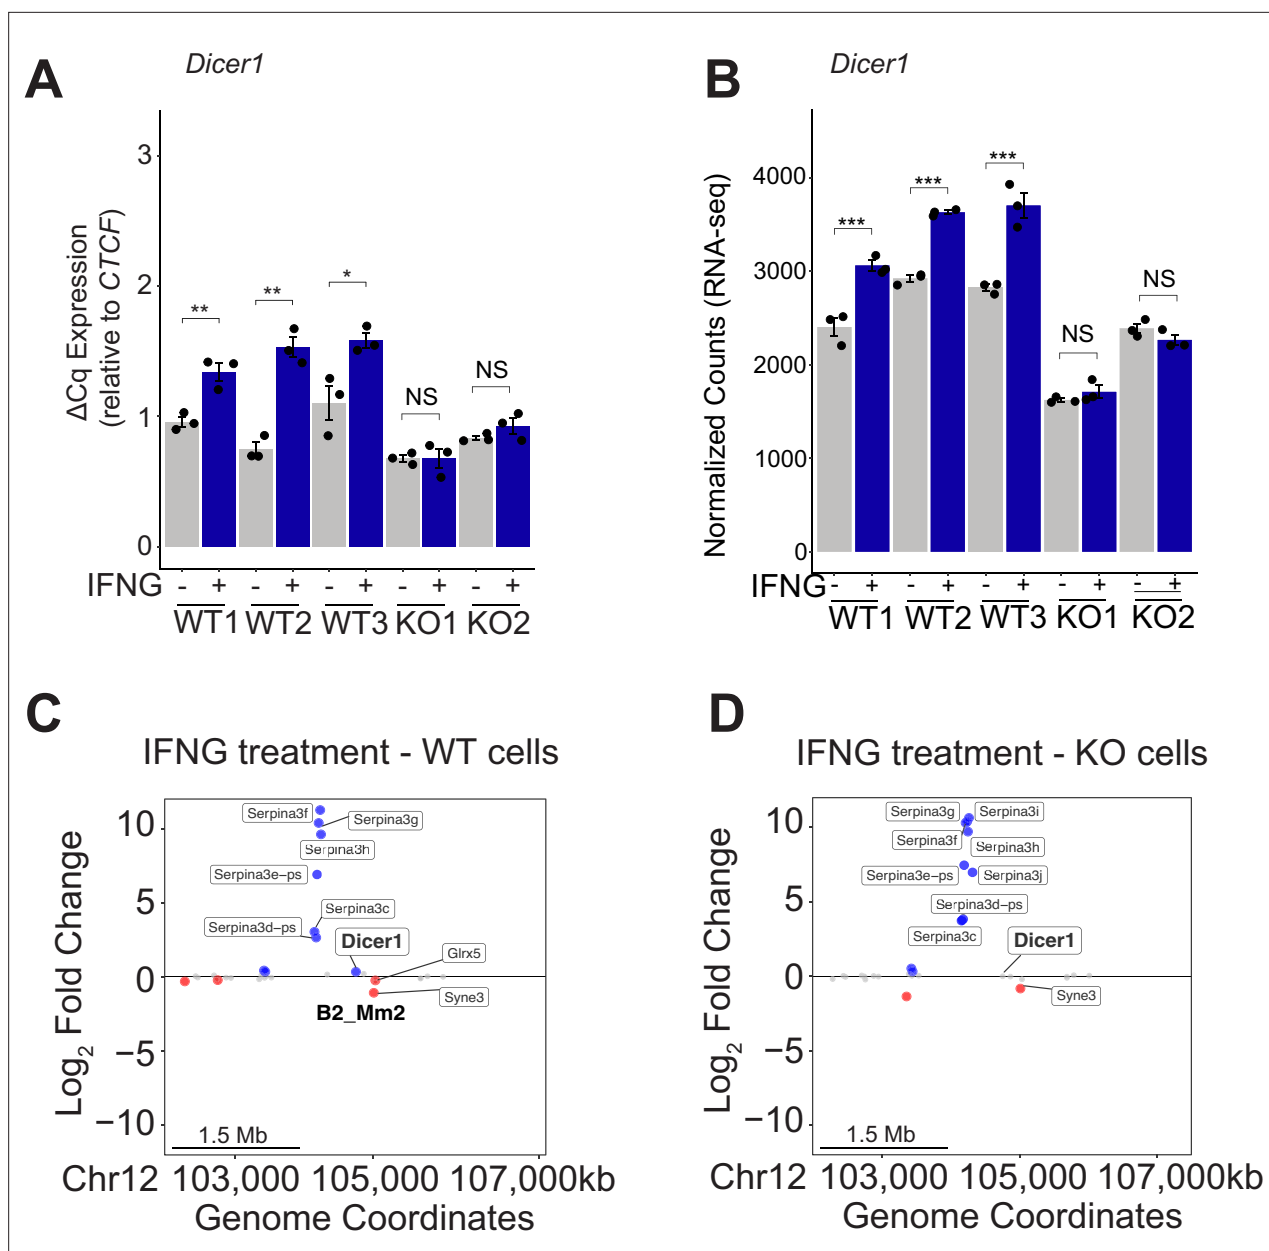 A
Dicer1
ΔCq Expression
(relative to CTCF)
3
2
1
0
**
**
*
NS
NS
IFNG - + - + - + - + - +
WT1 WT2 WT3 KO1 KO2
B
Dicer1
Normalized Counts (RNA-seq)
4000
3000
2000
1000
0
***
***
***
NS
NS
IFNG - + - + - + - + - +
WT1 WT2 WT3 KO1 KO2
C
IFNG treatment - WT cells
Log2 Fold Change
10
5
0
−5
−10
Serpina3f
Serpina3g
Serpina3h
Serpina3e−ps
Serpina3c
Serpina3d−ps
Dicer1
Glrx5
Syne3
B2_Mm2
1.5 Mb
Chr12 103,000 105,000 107,000kb
Genome Coordinates
D
IFNG treatment - KO cells
Log2 Fold Change
10
5
0
−5
−10
Serpina3g
Serpina3i
Serpina3f
Serpina3h
Serpina3e−ps
Serpina3j
Serpina3d−ps
Serpina3c
Dicer1
Syne3
1.5 Mb
Chr12 103,000 105,000 107,000kb
Genome Coordinates